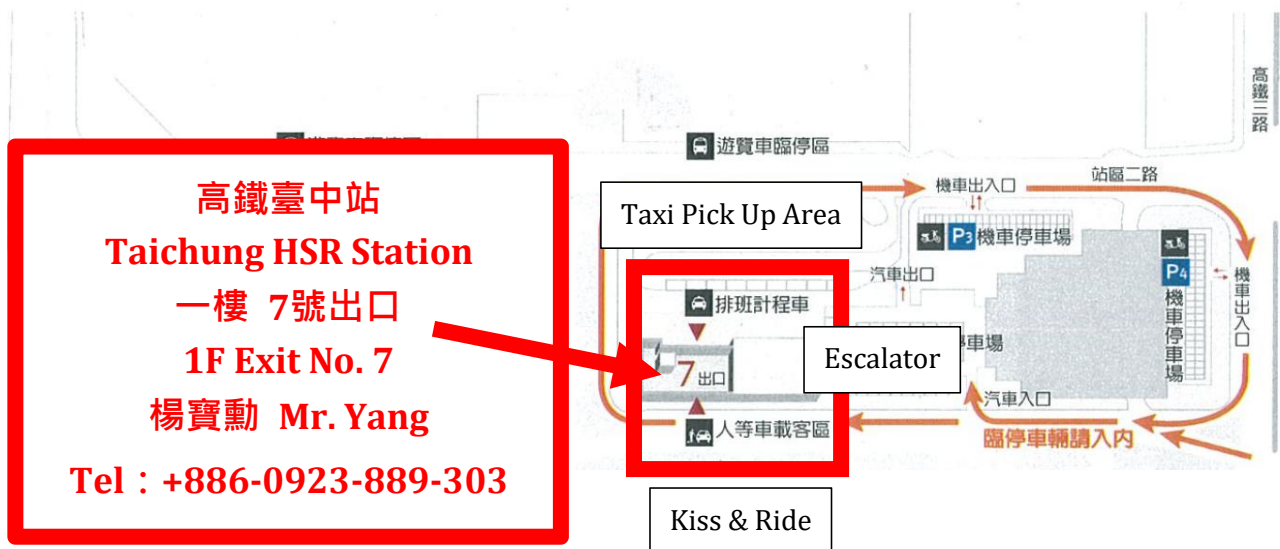 高鐵三路
遊覽車臨停區
站區二路
機車出入口
Taxi Pick Up Area
P3 機車停車場
P4 機車停車場
機車出入口
汽車出口
排班計程車
Escalator
車場
7 出口
汽車入口
人等車載客區
臨停車輛請入內
Kiss & Ride
高鐵臺中站
Taichung HSR Station
一樓 7號出口
1F Exit No. 7
楊寶勳 Mr. Yang
Tel：+886-0923-889-303